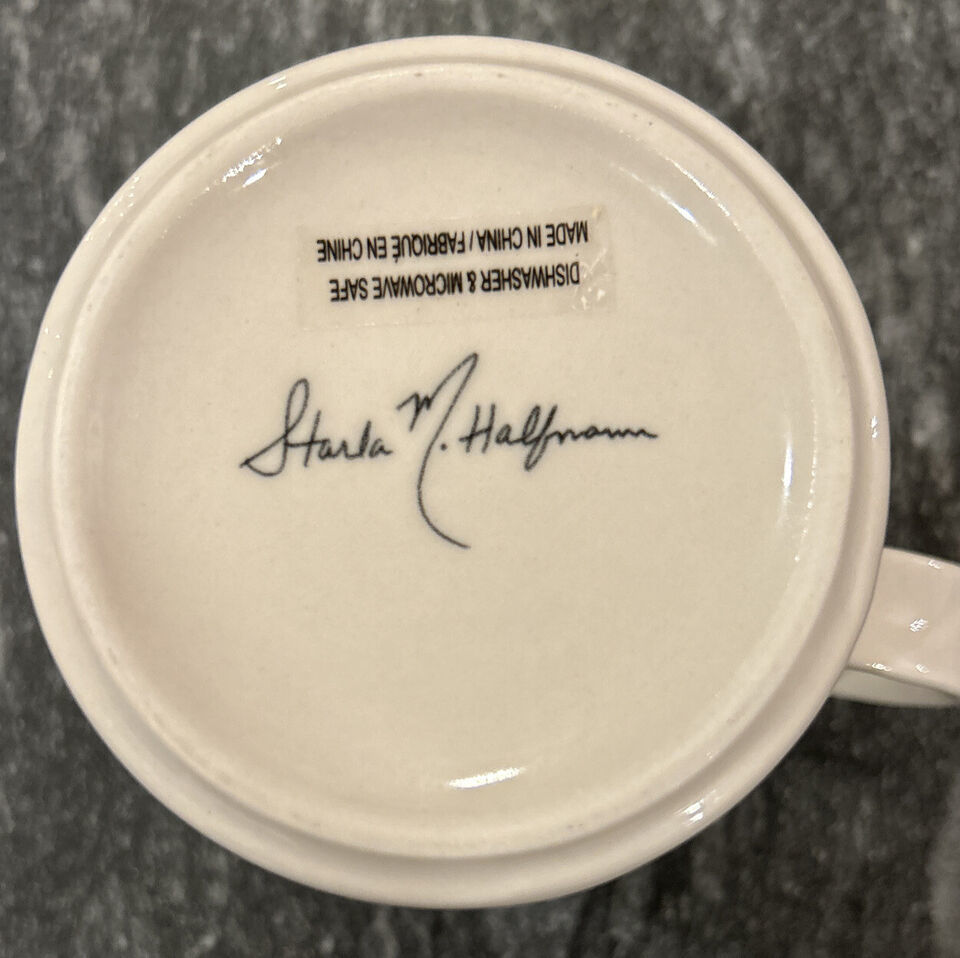 MADE IN CHINA / FABRIQUÉ EN CHINE
DISHWASHER & MICROWAVE SAFE
Starla M. Halfmann